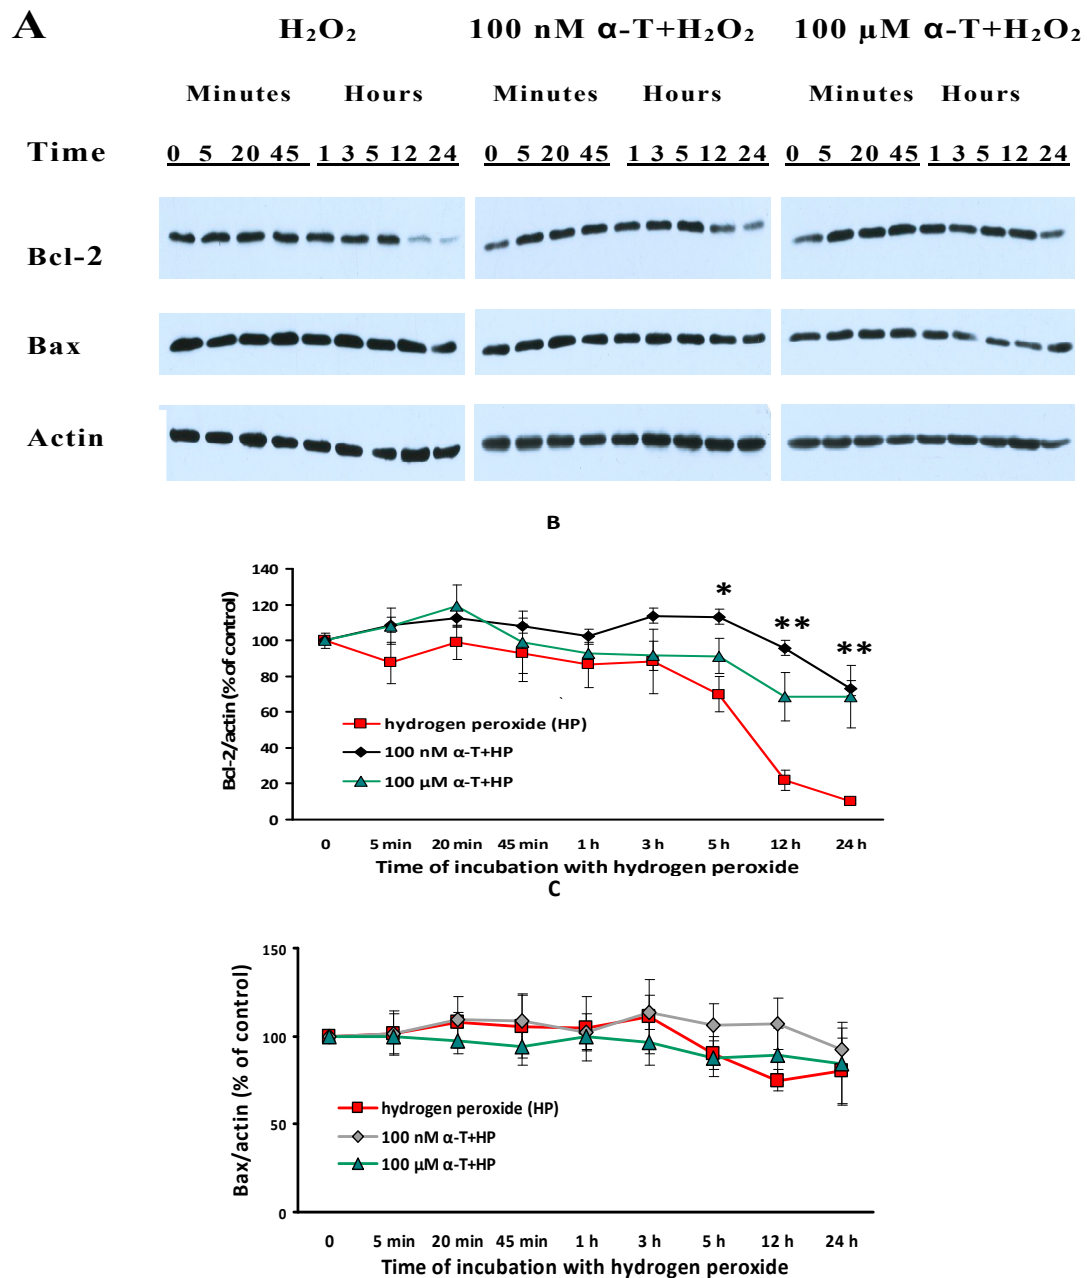 A
H₂O₂ 100 nM α-T+H₂O₂ 100 μM α-T+H₂O₂
Minutes Hours Minutes Hours Minutes Hours
Time 0 5 20 45 1 3 5 12 24 0 5 20 45 1 3 5 12 24 0 5 20 45 1 3 5 12 24
Bcl-2
Bax
Actin
B
Bcl-2/actin (% of control)
140
120
100
80
60
40
20
0
* ** **
hydrogen peroxide (HP)
100 nM α-T+HP
100 μM α-T+HP
0 5 min 20 min 45 min 1 h 3 h 5 h 12 h 24 h
Time of incubation with hydrogen peroxide
C
Bax/actin (% of control)
150
100
50
0
hydrogen peroxide (HP)
100 nM α-T+HP
100 μM α-T+HP
0 5 min 20 min 45 min 1 h 3 h 5 h 12 h 24 h
Time of incubation with hydrogen peroxide